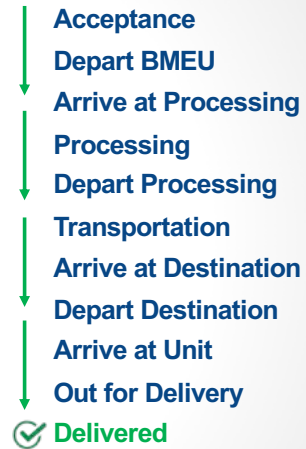 Acceptance
Depart BMEU
Arrive at Processing
Processing
Depart Processing
Transportation
Arrive at Destination
Depart Destination
Arrive at Unit
Out for Delivery
Delivered